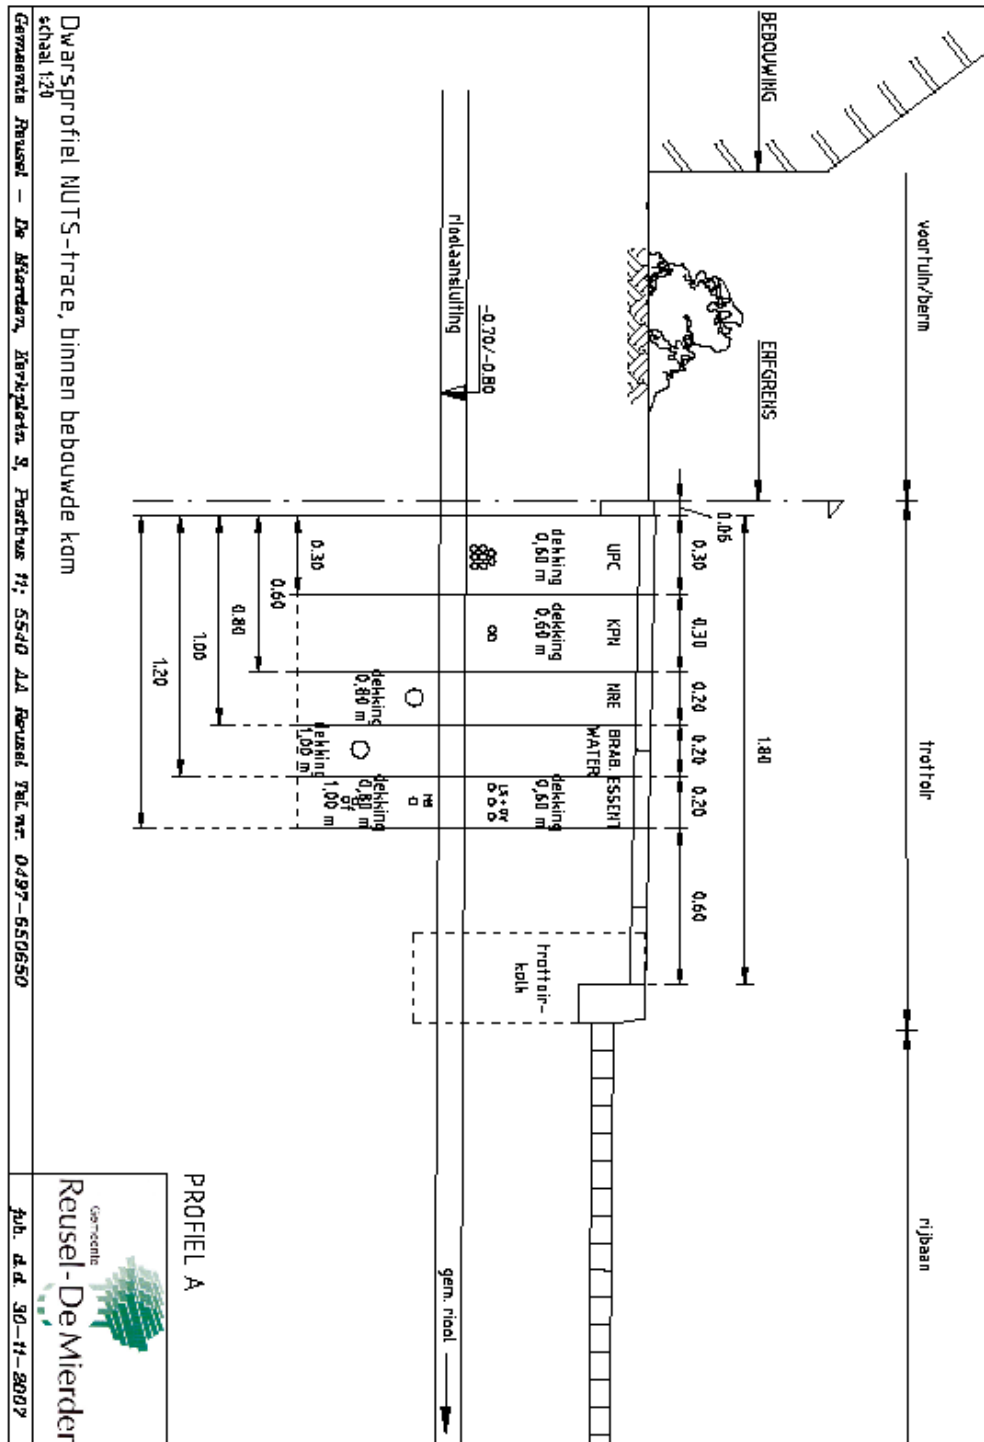 BEBOUWING
voortuin/berm
ERFGRENS
trottoir
rijbaan
0.06
1.80
0.30
0.30
0.20
0.20
0.20
0.60
UPC
KPN
NRE
BRAB.
WATER
ESSENT
dekking
0,60 m
dekking
0,60 m
dekking
0,60 m
LS + OV
MS
trottoir-
kolk
-0.70/-0.80
rioolaansluiting
gem. riool
dekking
0,80 m
dekking
1,00 m
dekking
0,80 m
of
1,00 m
0.30
0.60
0.80
1.00
1.20
PROFIEL A
Dwarsprofiel NUTS-trace, binnen bebouwde kom
schaal 1:20
Gemeente
Reusel-De Mierden
Gemeente Reusel - De Mierden, Kerkplein 3, Postbus 11; 5540 AA Reusel Tel.nr. 0497-650650
juh. d.d. 30-11-2007